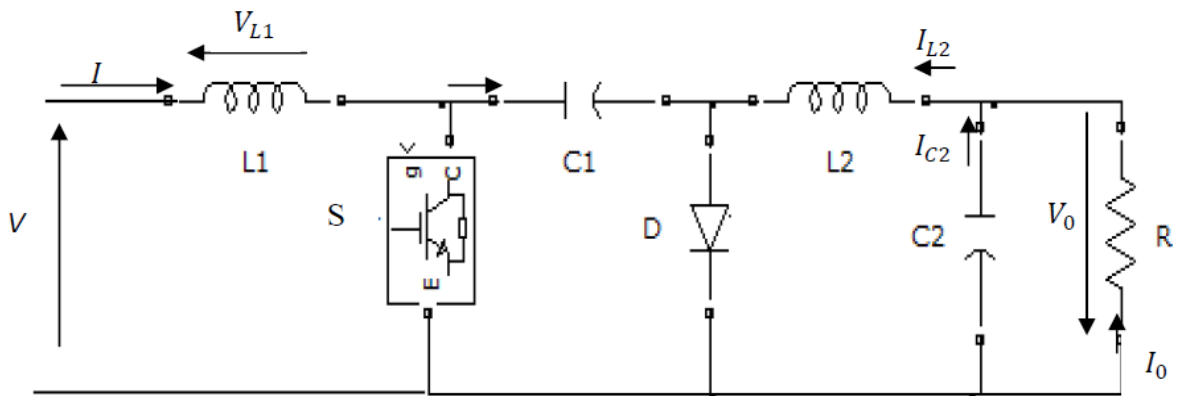 V_{L1}
I
I_{L2}
L1
C1
L2
I_{C2}
g
C
S
E
V
D
C2
V_0
R
I_0